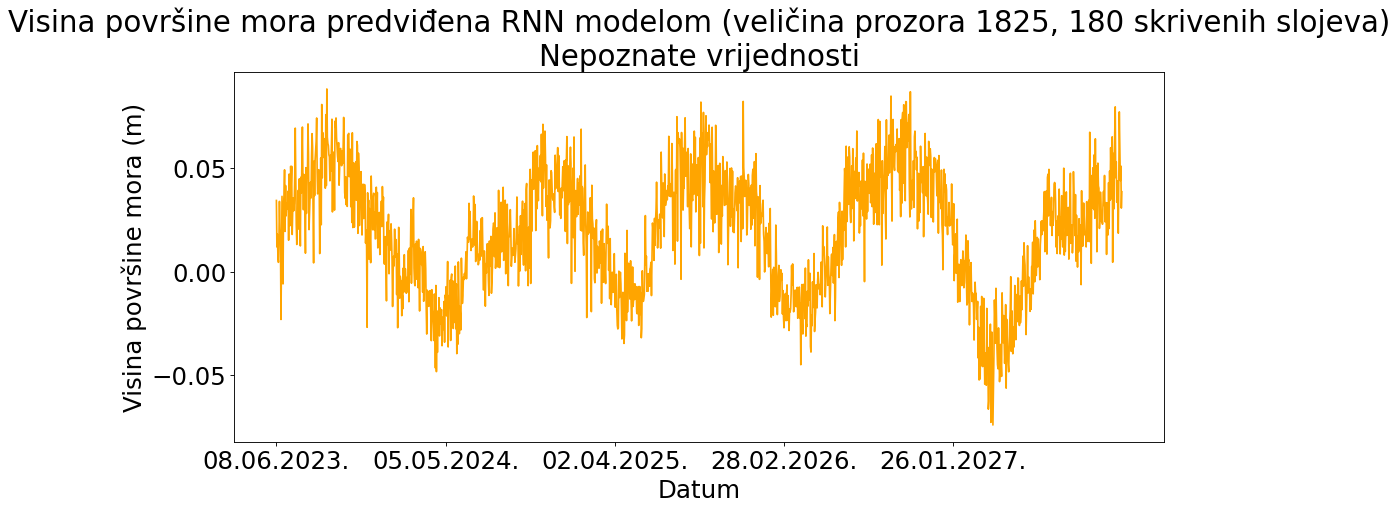 Visina površine mora predviđena RNN modelom (veličina prozora 1825, 180 skrivenih slojeva)
Nepoznate vrijednosti
Visina površine mora (m)
0.05
0.00
−0.05
08.06.2023. 05.05.2024. 02.04.2025. 28.02.2026. 26.01.2027.
Datum